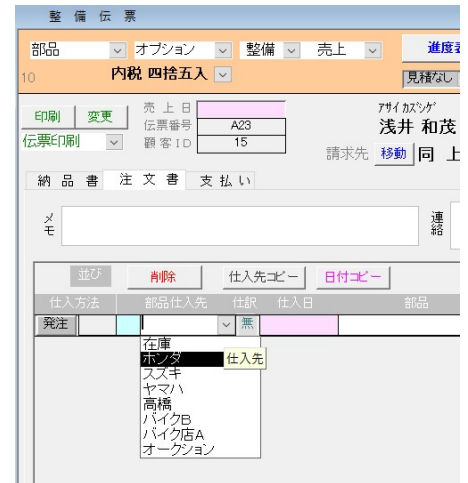 整 備 伝 票
部品 オプション 整備 売上 進度表
10 内税 四捨五入 見積なし
印刷 変更 売 上 日
伝票印刷 伝票番号 A23
顧 客 I D 15
アサイ カズシゲ
浅井 和茂
請求先 移動 同 上
納 品 書 注 文 書 支 払 い
メモ 連絡
並び 削除 仕入先コピー 日付コピー
仕入方法 部品仕入先 仕訳 仕入日 部品
発注 無
在庫
ホンダ 仕入先
スズキ
ヤマハ
高橋
バイクB
バイク店A
オークション